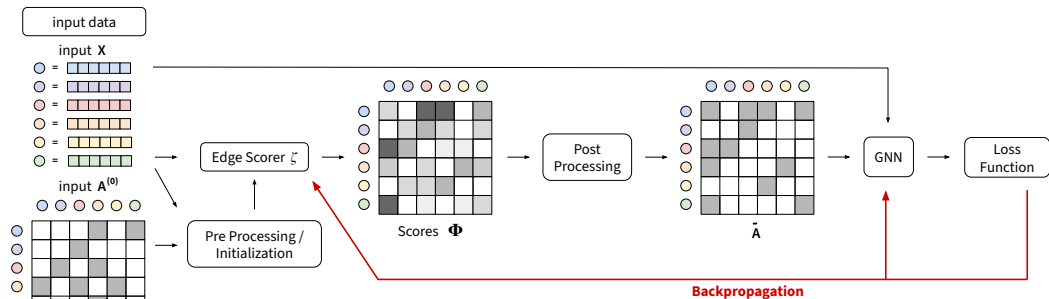 input data
input X
=
=
=
=
=
=
input A(0)
Edge Scorer ζ
Pre Processing /
Initialization
Scores Φ
Post
Processing
Ã
GNN
Loss
Function
Backpropagation